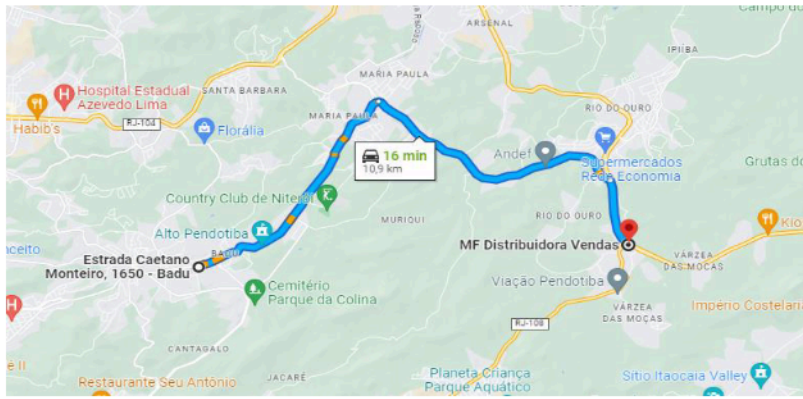 Campo do
ARSENAL
IPIÍBA
MARIA PAULA
Hospital Estadual
Azevedo Lima
SANTA BARBARA
RIO DO OURO
Habib's
RJ-104
Florália
MARIA PAULA
16 min
10,9 km
Andef
Supermercados
Rede Economia
Grutas do
Country Club de Niterói
MURIQUI
RIO DO OURO
Alto Pendotiba
Kio
MF Distribuidora Vendas
BADU
Estrada Caetano
Monteiro, 1650 - Badu
VÁRZEA
DAS MOÇAS
Cemitério
Parque da Colina
Viação Pendotiba
VÁRZEA
DAS MOÇAS
Império Costelaria
RJ-108
CANTAGALO
JACARÉ
Planeta Criança
Parque Aquático
Sítio Itaocaia Valley
Restaurante Seu Antônio